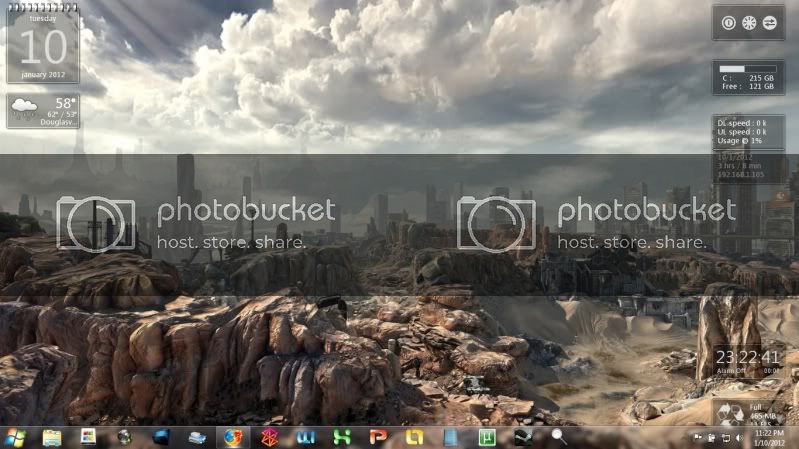 tuesday
10
january 2012
58°
62° / 53°
Douglasv...
C : 215 GB
Free : 121 GB
DL speed : 0 k
UL speed : 0 k
Usage @ 1%
10/1/2012
3 hrs / 8 min
192.168.1.105
photobucket
host. store. share.
photobucket
host. store. share.
23:22:41
Alarm Off 00:00
Full
465 MB
11:22 PM
1/10/2012